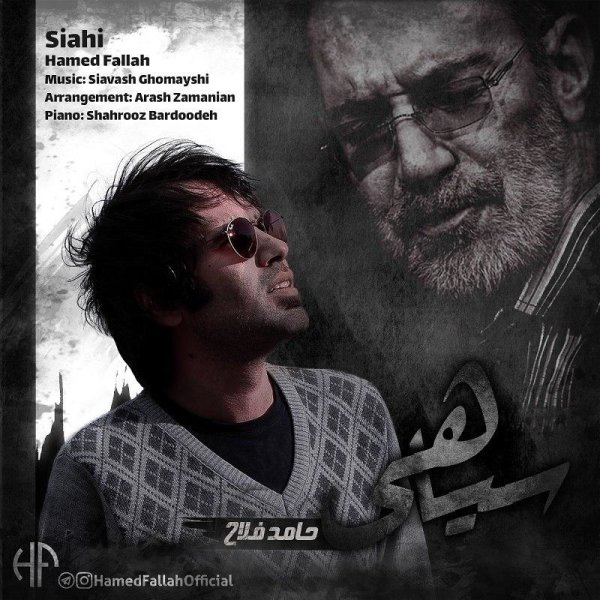 Siahi
Hamed Fallah
Music: Siavash Ghomayshi
Arrangement: Arash Zamanian
Piano: Shahrooz Bardoodeh
سیاهی
حامد فلاح
HF
HamedFallahOfficial